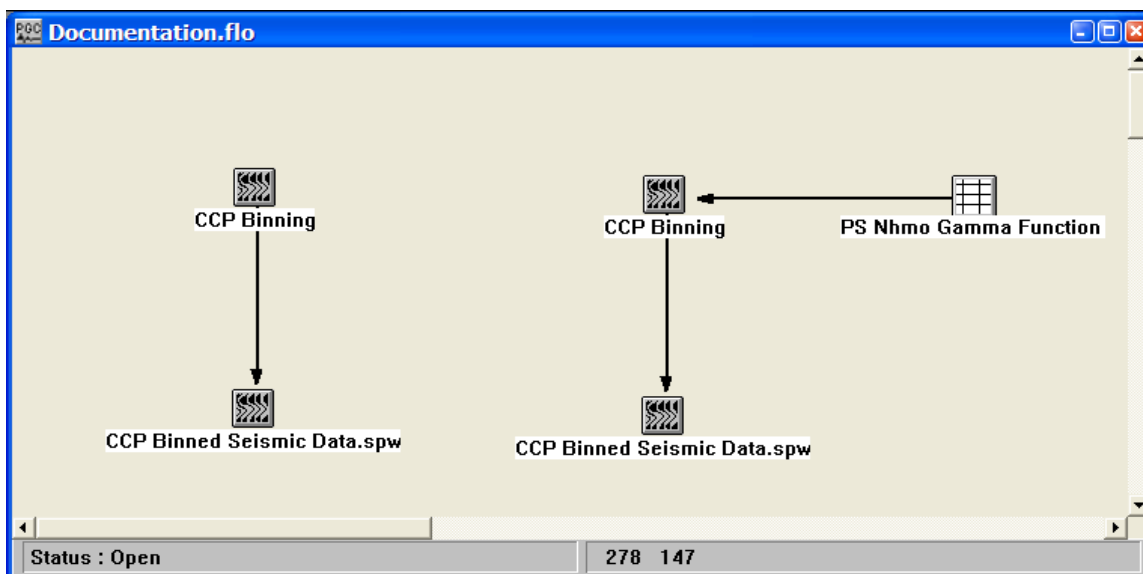 PGC Documentation.flo
CCP Binning
CCP Binning
PS Nhmo Gamma Function
CCP Binned Seismic Data.spw
CCP Binned Seismic Data.spw
Status : Open
278 147